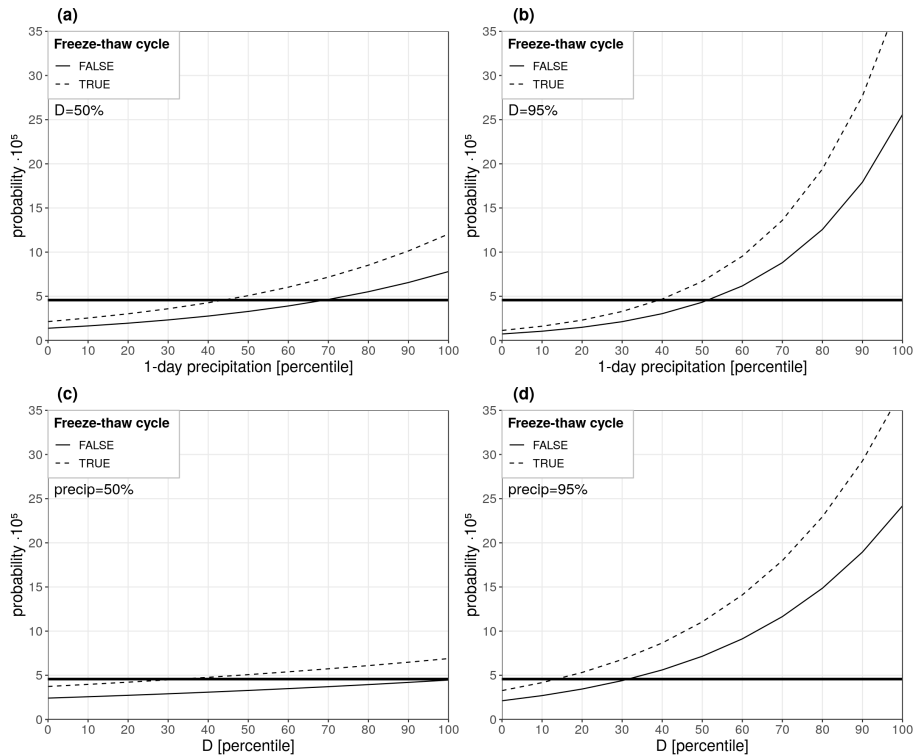 (a)
Freeze-thaw cycle
FALSE
TRUE
D=50%
probability ·10⁵
35
30
25
20
15
10
5
0
0 10 20 30 40 50 60 70 80 90 100
1-day precipitation [percentile]
(b)
Freeze-thaw cycle
FALSE
TRUE
D=95%
probability ·10⁵
35
30
25
20
15
10
5
0
0 10 20 30 40 50 60 70 80 90 100
1-day precipitation [percentile]
(c)
Freeze-thaw cycle
FALSE
TRUE
precip=50%
probability ·10⁵
35
30
25
20
15
10
5
0
0 10 20 30 40 50 60 70 80 90 100
D [percentile]
(d)
Freeze-thaw cycle
FALSE
TRUE
precip=95%
probability ·10⁵
35
30
25
20
15
10
5
0
0 10 20 30 40 50 60 70 80 90 100
D [percentile]